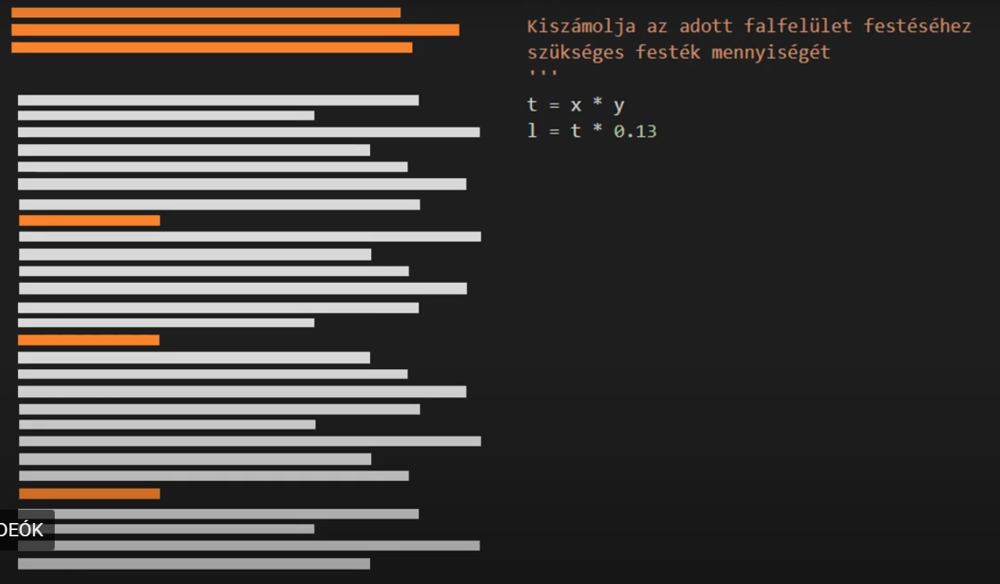 Kiszámolja az adott falfelület festéséhez
szükséges festék mennyiségét
'''
t = x * y
l = t * 0.13
DEÓK